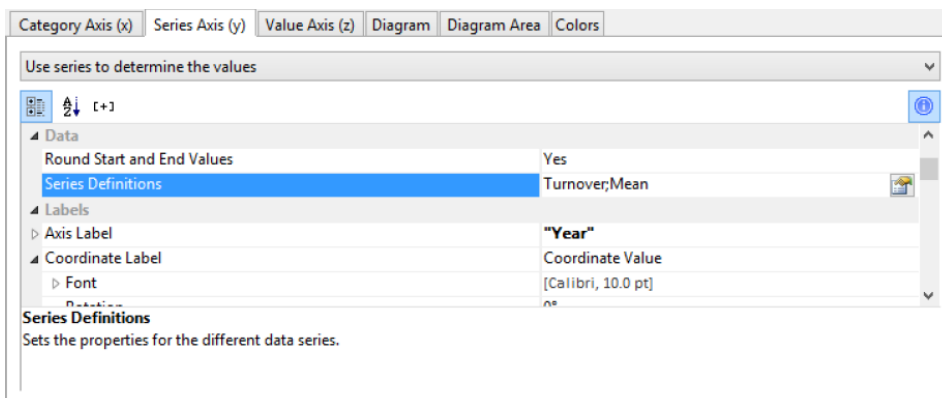 Category Axis (x) Series Axis (y) Value Axis (z) Diagram Diagram Area Colors
Use series to determine the values
[+]
Data
Round Start and End Values Yes
Series Definitions Turnover;Mean
Labels
Axis Label "Year"
Coordinate Label Coordinate Value
Font [Calibri, 10.0 pt]
Rotation 0°
Series Definitions
Sets the properties for the different data series.